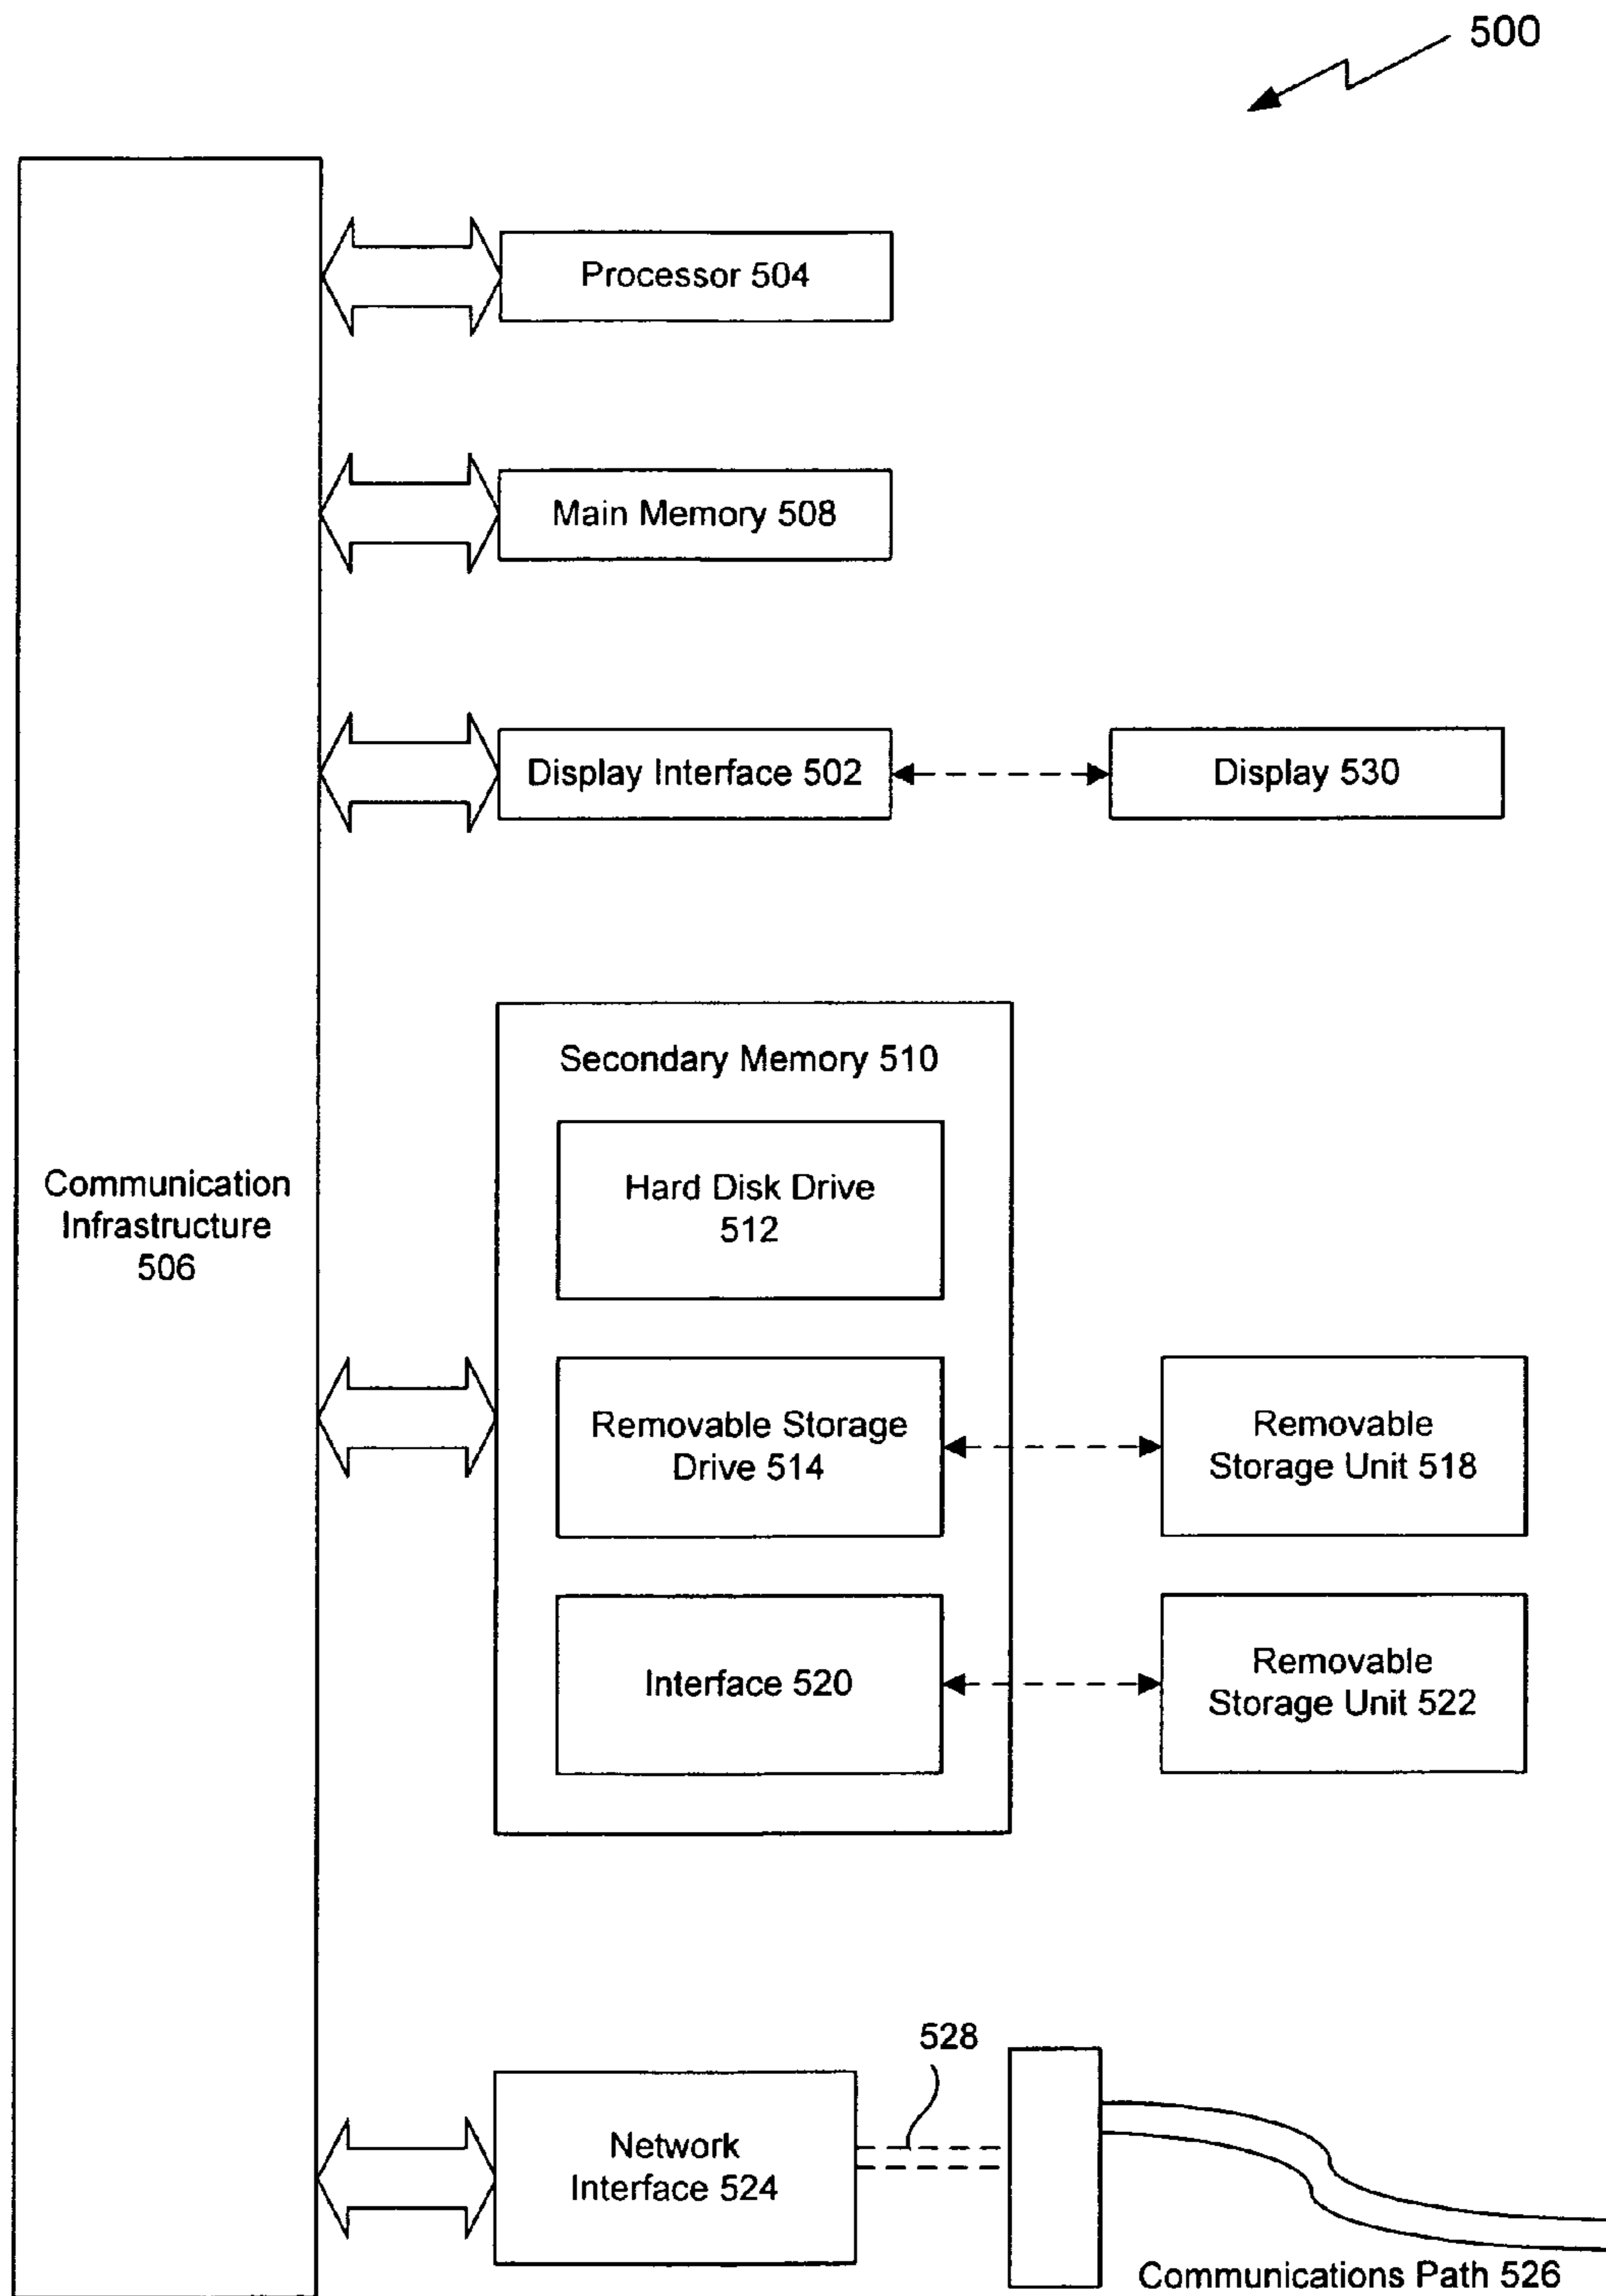 500
Processor 504
Main Memory 508
Display Interface 502
Display 530
Secondary Memory 510
Hard Disk Drive
512
Communication
Infrastructure
506
Removable Storage
Drive 514
Removable
Storage Unit 518
Interface 520
Removable
Storage Unit 522
528
Network
Interface 524
Communications Path 526